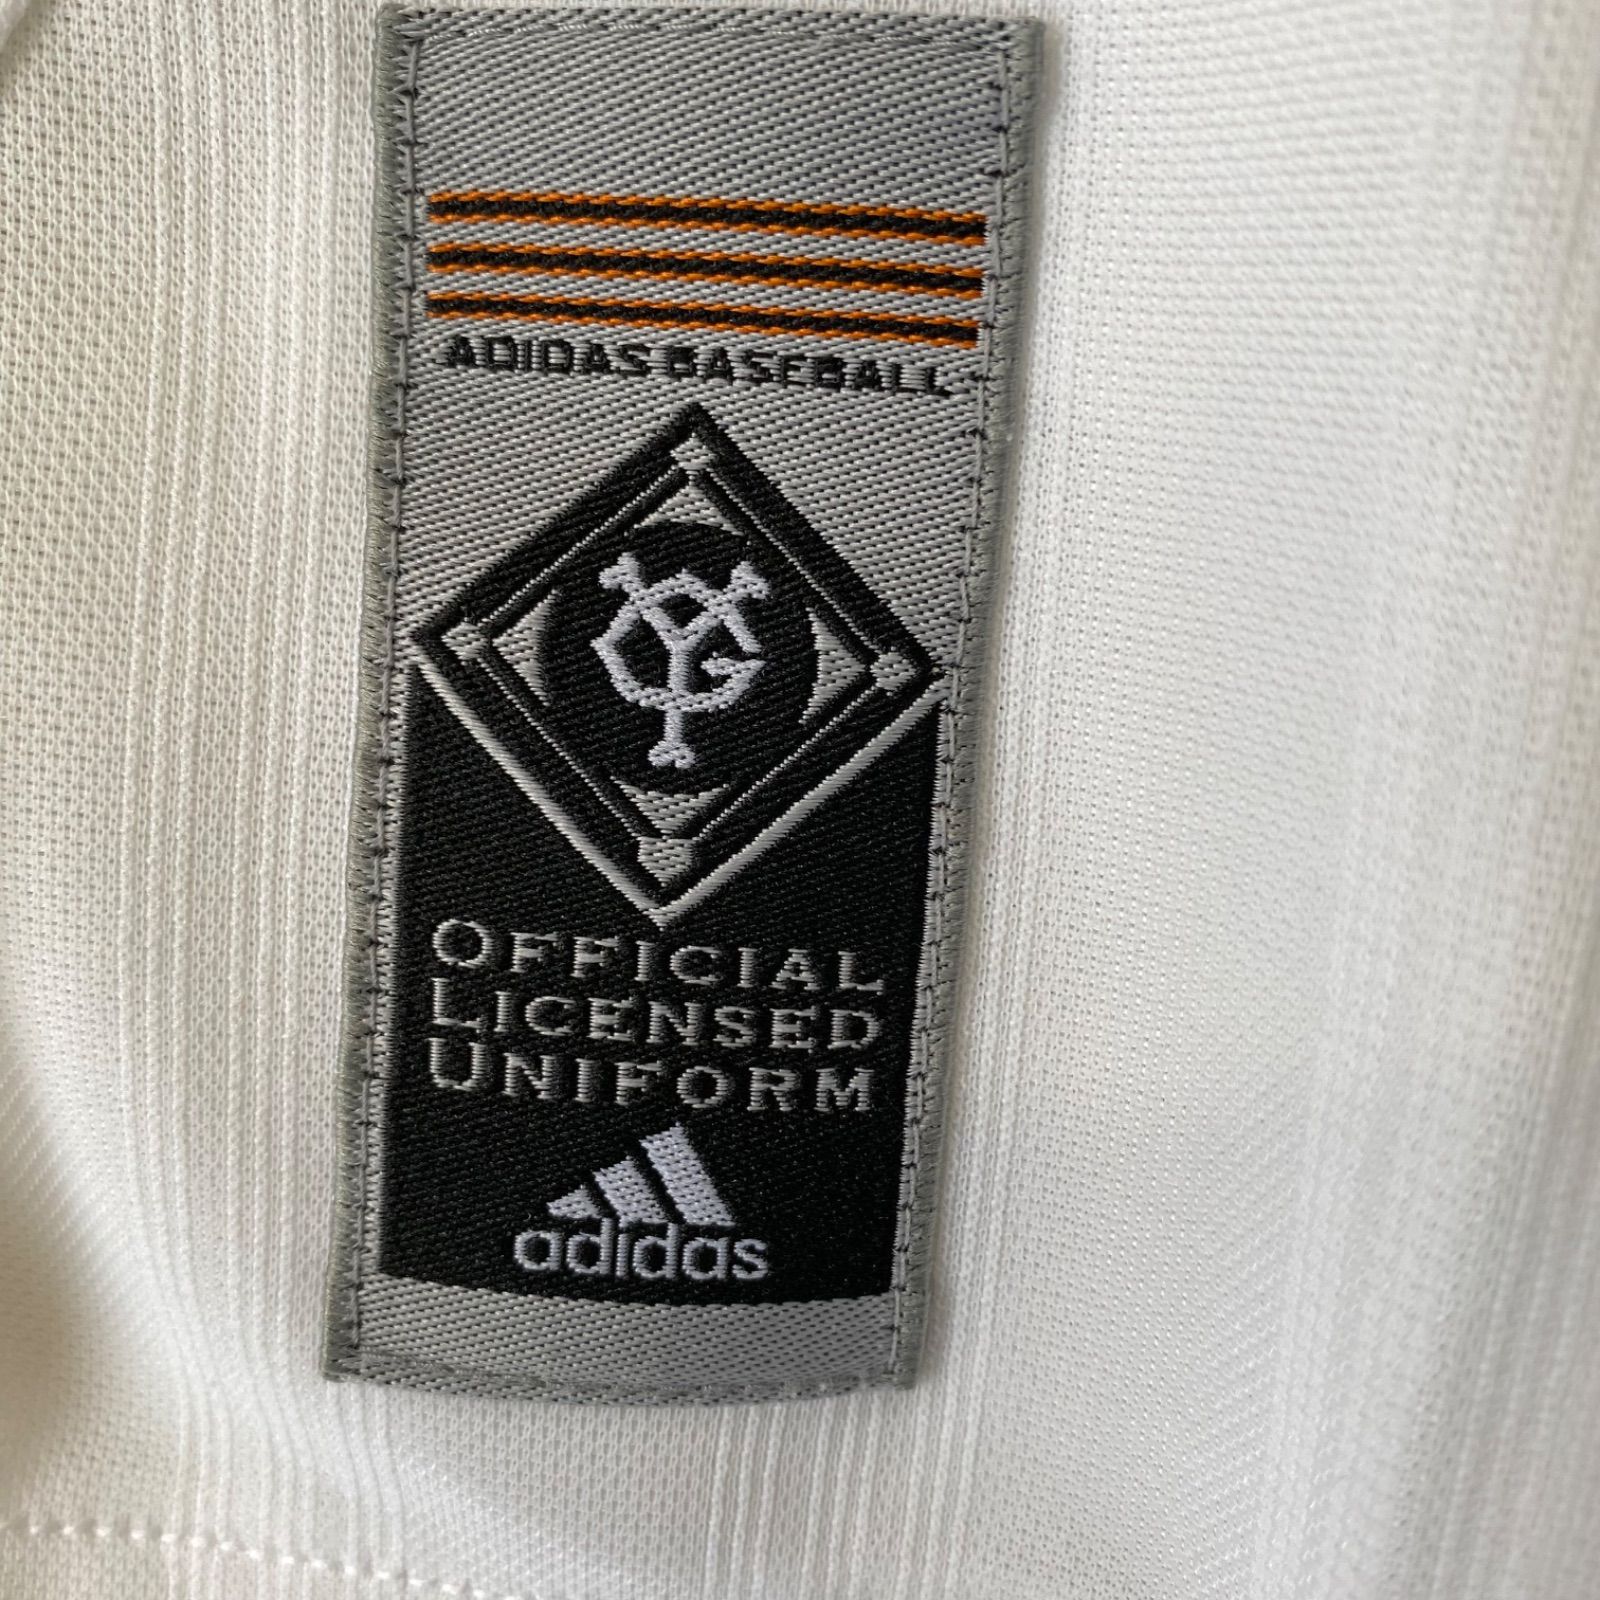 ADIDAS BASEBALL
YG
OFFICIAL
LICENSED
UNIFORM
adidas